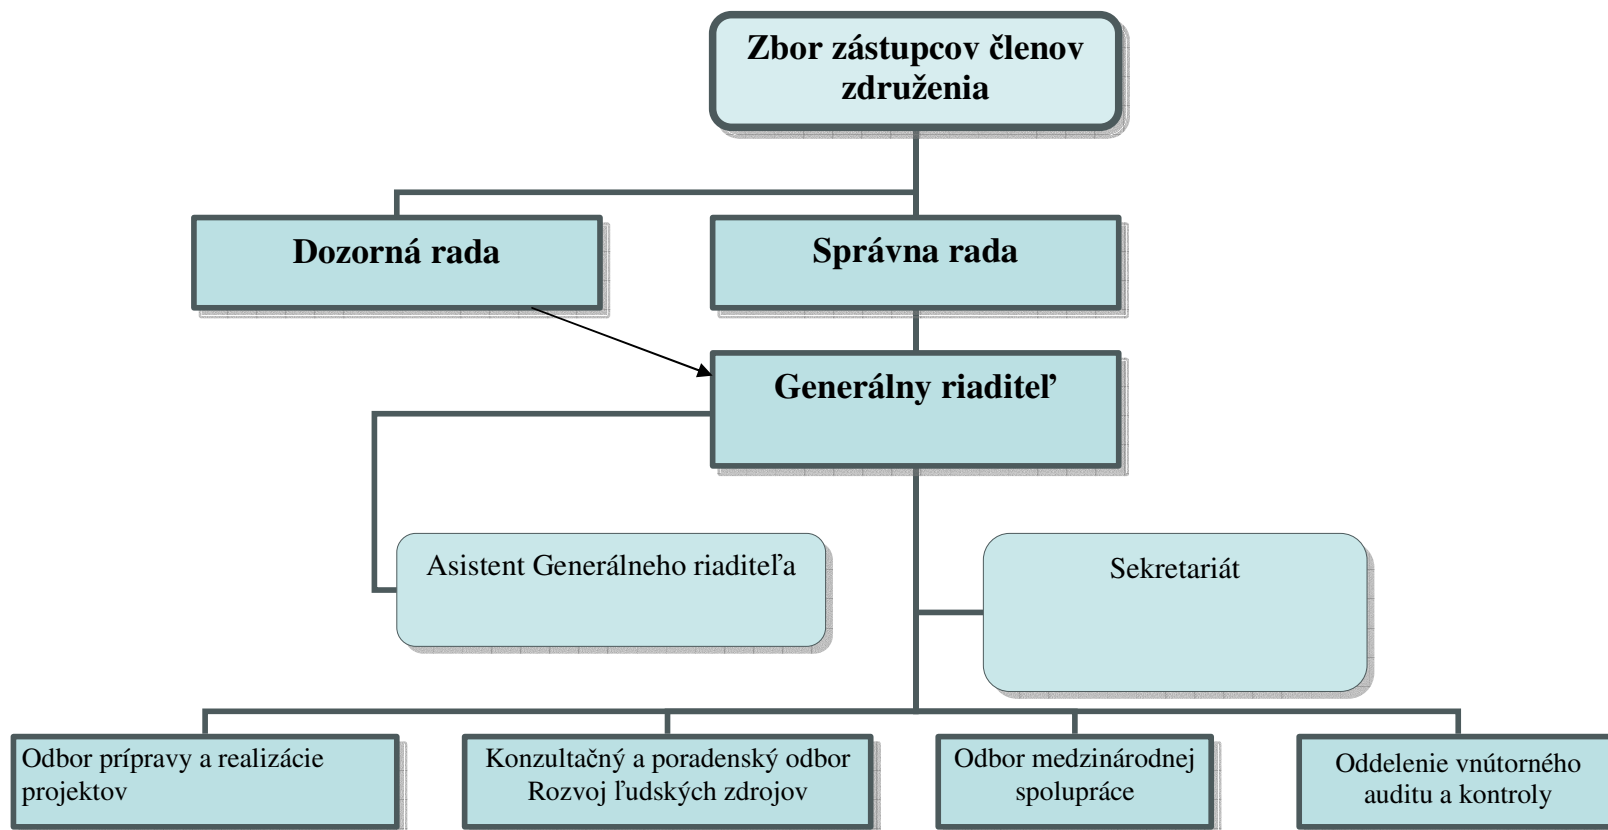 Zbor zástupcov členov
združenia
Dozorná rada
Správna rada
Generálny riaditeľ
Asistent Generálneho riaditeľa
Sekretariát
Odbor prípravy a realizácie
projektov
Konzultačný a poradenský odbor
Rozvoj ľudských zdrojov
Odbor medzinárodnej
spolupráce
Oddelenie vnútorného
auditu a kontroly